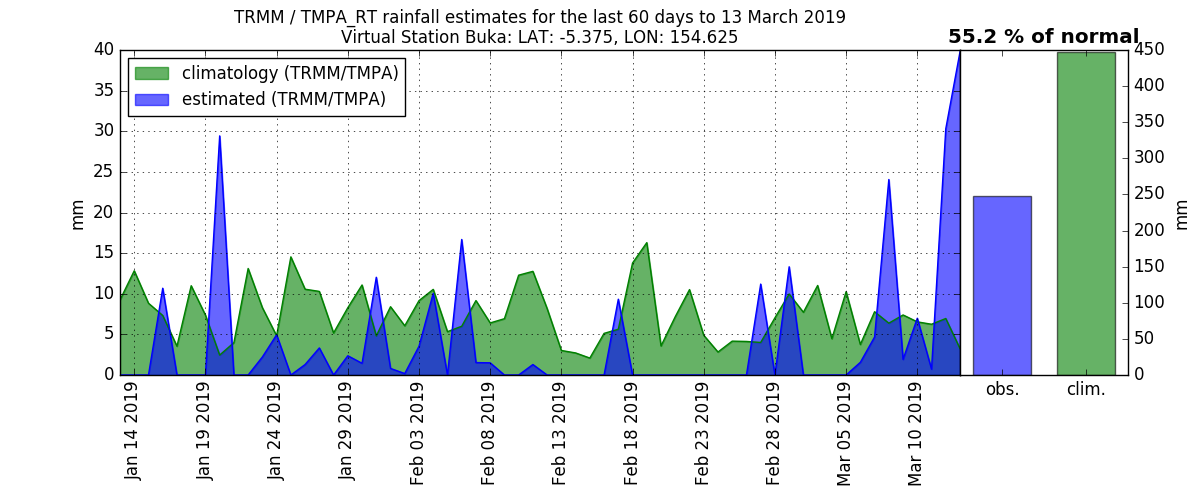 TRMM / TMPA_RT rainfall estimates for the last 60 days to 13 March 2019
Virtual Station Buka: LAT: -5.375, LON: 154.625
55.2 % of normal
climatology (TRMM/TMPA)
estimated (TRMM/TMPA)
mm
40
35
30
25
20
15
10
5
0
450
400
350
300
250
200
150
100
50
0
mm
Jan 14 2019
Jan 19 2019
Jan 24 2019
Jan 29 2019
Feb 03 2019
Feb 08 2019
Feb 13 2019
Feb 18 2019
Feb 23 2019
Feb 28 2019
Mar 05 2019
Mar 10 2019
obs.
clim.